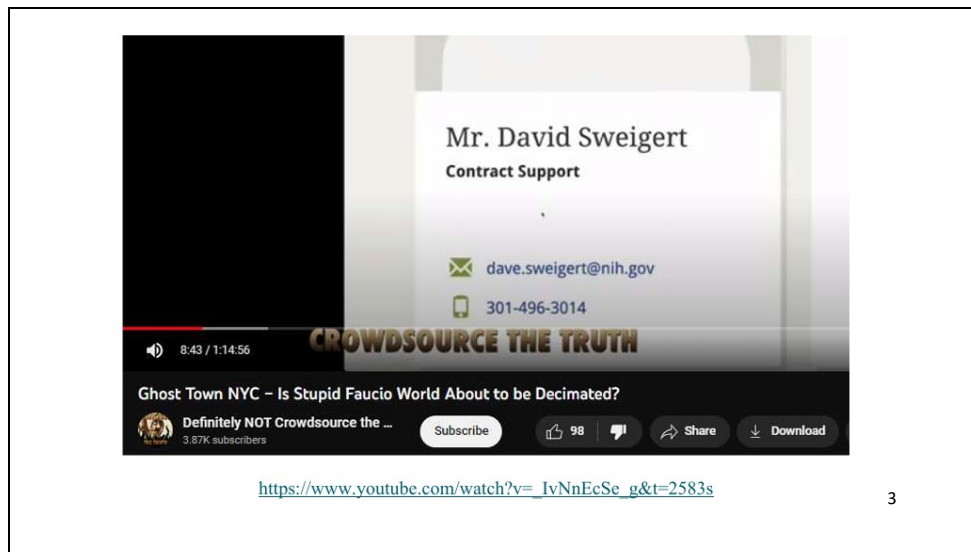 Mr. David Sweigert
Contract Support
dave.sweigert@nih.gov
301-496-3014
CROWDSOURCE THE TRUTH
8:43 / 1:14:56
Ghost Town NYC – Is Stupid Faucio World About to be Decimated?
Definitely NOT Crowdsource the ...
3.87K subscribers
Subscribe
98
Share
Download
https://www.youtube.com/watch?v=_IvNnEcSe_g&t=2583s
3